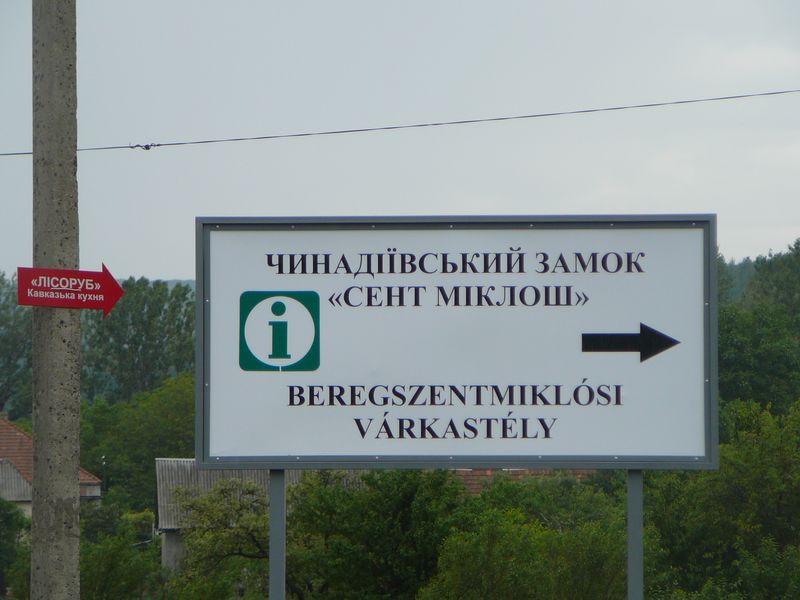 «ЛІСОРУБ»
Кавказька кухня
ЧИНАДІЇВСЬКИЙ ЗАМОК
«СЕНТ МІКЛОШ»
i
BEREGSZENTMIKLÓSI
VÁRKASTÉLY